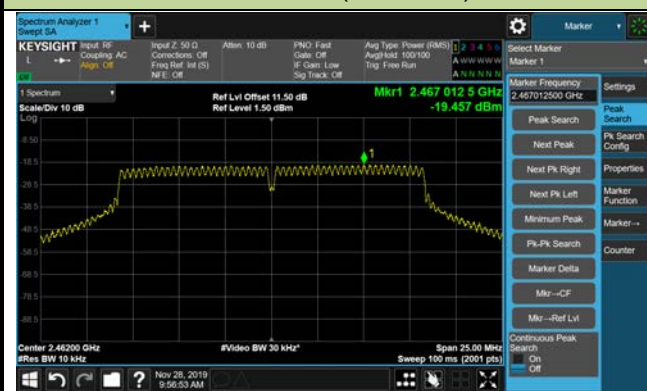 Spectrum Analyzer 1
Swept SA
Marker
KEYSIGHT
Input: RF
Coupling: AC
Align: Off
Input Z: 50 Ω
Corrections: Off
Freq Ref: Int (S)
NFE: Off
Atten: 10 dB
PNO: Fast
Gate: Off
IF Gain: Low
Sig Track: Off
Avg Type: Power (RMS)
Avg|Hold: 100/100
Trig: Free Run
1 2 3 4 5 6
A W W W W W
A N N N N N
Select Marker
Marker 1
1 Spectrum
Scale/Div 10 dB
Log
Ref Lvl Offset 11.50 dB
Ref Level 1.50 dBm
Mkr1 2.467 012 5 GHz
-19.457 dBm
Marker Frequency
2.467012500 GHz
Settings
Peak Search
Peak Search
Next Peak
Pk Search Config
Next Pk Right
Properties
Next Pk Left
Marker Function
Minimum Peak
Marker→
Pk-Pk Search
Counter
Marker Delta
Mkr→CF
Mkr→Ref Lvl
Continuous Peak Search
On
Off
-8.50
-18.5
-28.5
-38.5
-48.5
-58.5
-68.5
-78.5
1
Center 2.46200 GHz
#Res BW 10 kHz
#Video BW 30 kHz*
Span 25.00 MHz
Sweep 100 ms (2001 pts)
Nov 28, 2019
9:56:53 AM